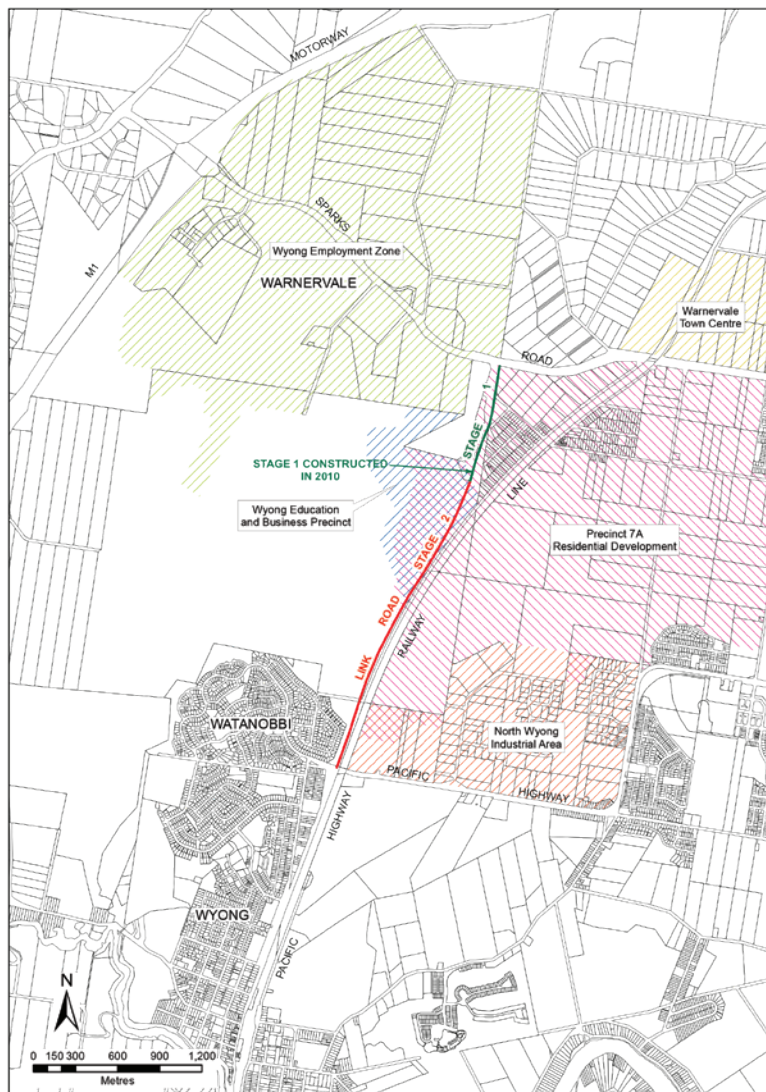 MOTORWAY
SPARKS
Wyong Employment Zone
M1
WARNERVALE
Warnervale
Town Centre
ROAD
STAGE 1
STAGE 1 CONSTRUCTED
IN 2010
LINE
Wyong Education
and Business Precinct
Precinct 7A
Residential Development
LINK ROAD STAGE 2
RAILWAY
WATANOBBI
North Wyong
Industrial Area
PACIFIC HIGHWAY
HIGHWAY
WYONG
PACIFIC
N
0 150 300 600 900 1,200
Metres